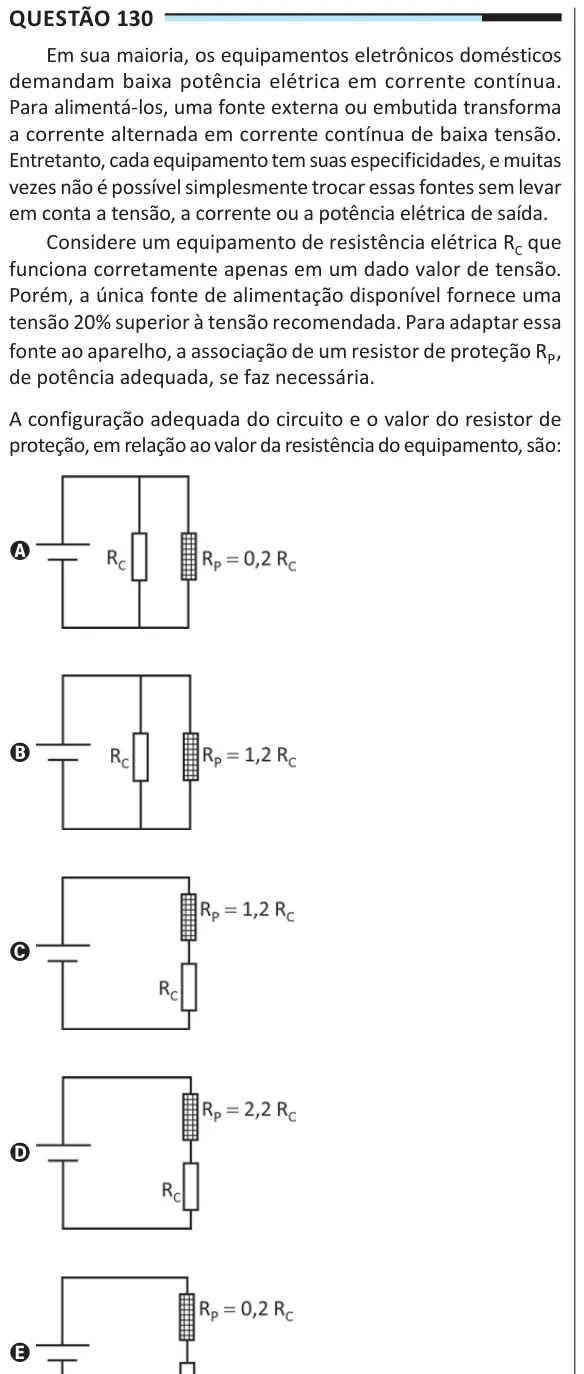 QUESTÃO 130
Em sua maioria, os equipamentos eletrônicos domésticos
demandam baixa potência elétrica em corrente contínua.
Para alimentá-los, uma fonte externa ou embutida transforma
a corrente alternada em corrente contínua de baixa tensão.
Entretanto, cada equipamento tem suas especificidades, e muitas
vezes não é possível simplesmente trocar essas fontes sem levar
em conta a tensão, a corrente ou a potência elétrica de saída.
Considere um equipamento de resistência elétrica R_C que
funciona corretamente apenas em um dado valor de tensão.
Porém, a única fonte de alimentação disponível fornece uma
tensão 20% superior à tensão recomendada. Para adaptar essa
fonte ao aparelho, a associação de um resistor de proteção R_P,
de potência adequada, se faz necessária.
A configuração adequada do circuito e o valor do resistor de
proteção, em relação ao valor da resistência do equipamento, são:
A R_C R_P = 0,2 R_C
B R_C R_P = 1,2 R_C
R_P = 1,2 R_C
C
R_C
R_P = 2,2 R_C
D
R_C
R_P = 0,2 R_C
E